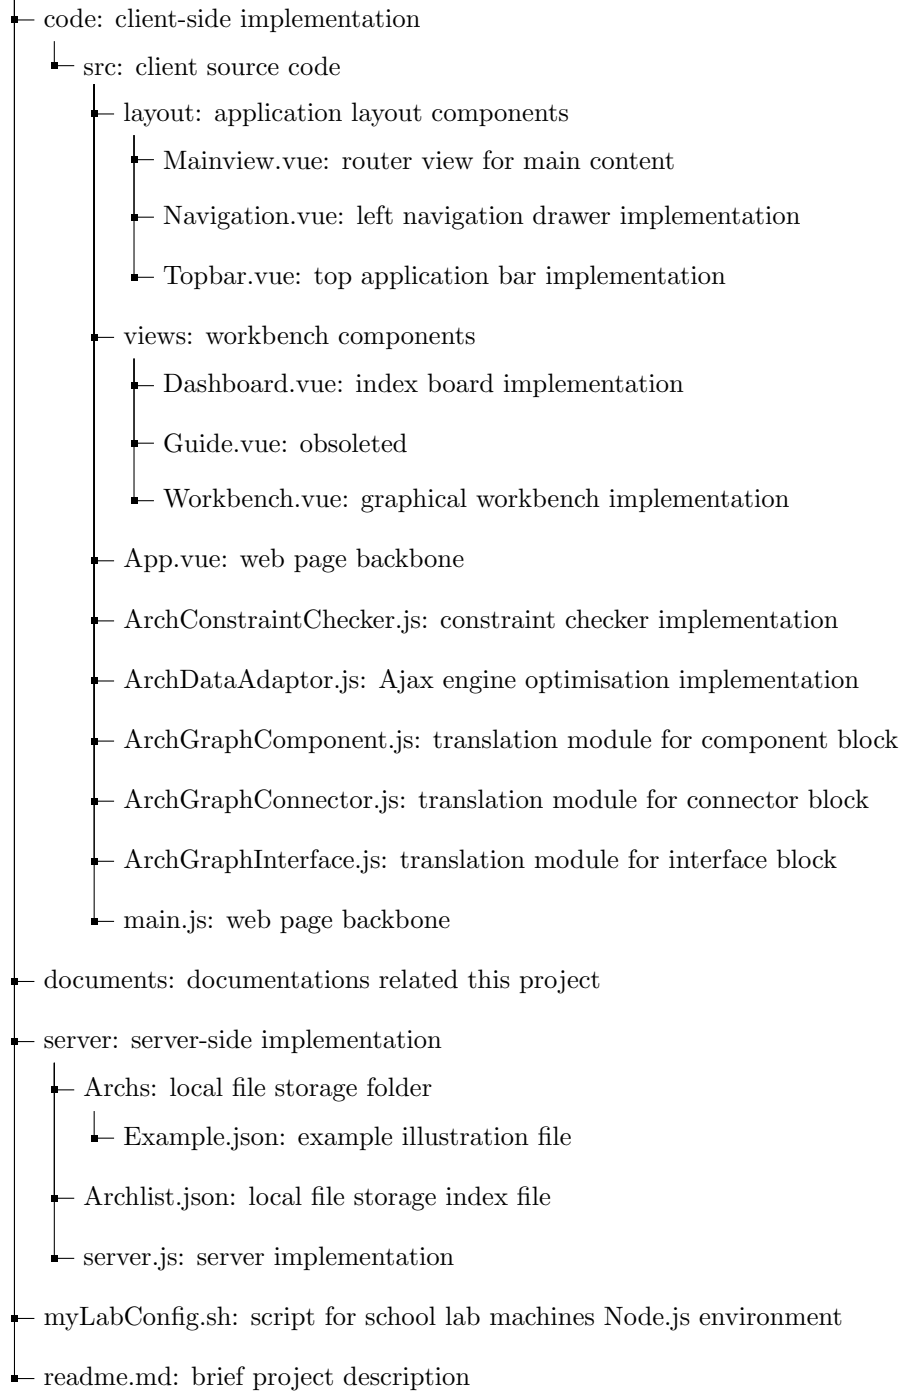 code: client-side implementation
src: client source code
layout: application layout components
Mainview.vue: router view for main content
Navigation.vue: left navigation drawer implementation
Topbar.vue: top application bar implementation
views: workbench components
Dashboard.vue: index board implementation
Guide.vue: obsoleted
Workbench.vue: graphical workbench implementation
App.vue: web page backbone
ArchConstraintChecker.js: constraint checker implementation
ArchDataAdaptor.js: Ajax engine optimisation implementation
ArchGraphComponent.js: translation module for component block
ArchGraphConnector.js: translation module for connector block
ArchGraphInterface.js: translation module for interface block
main.js: web page backbone
documents: documentations related this project
server: server-side implementation
Archs: local file storage folder
Example.json: example illustration file
Archlist.json: local file storage index file
server.js: server implementation
myLabConfig.sh: script for school lab machines Node.js environment
readme.md: brief project description